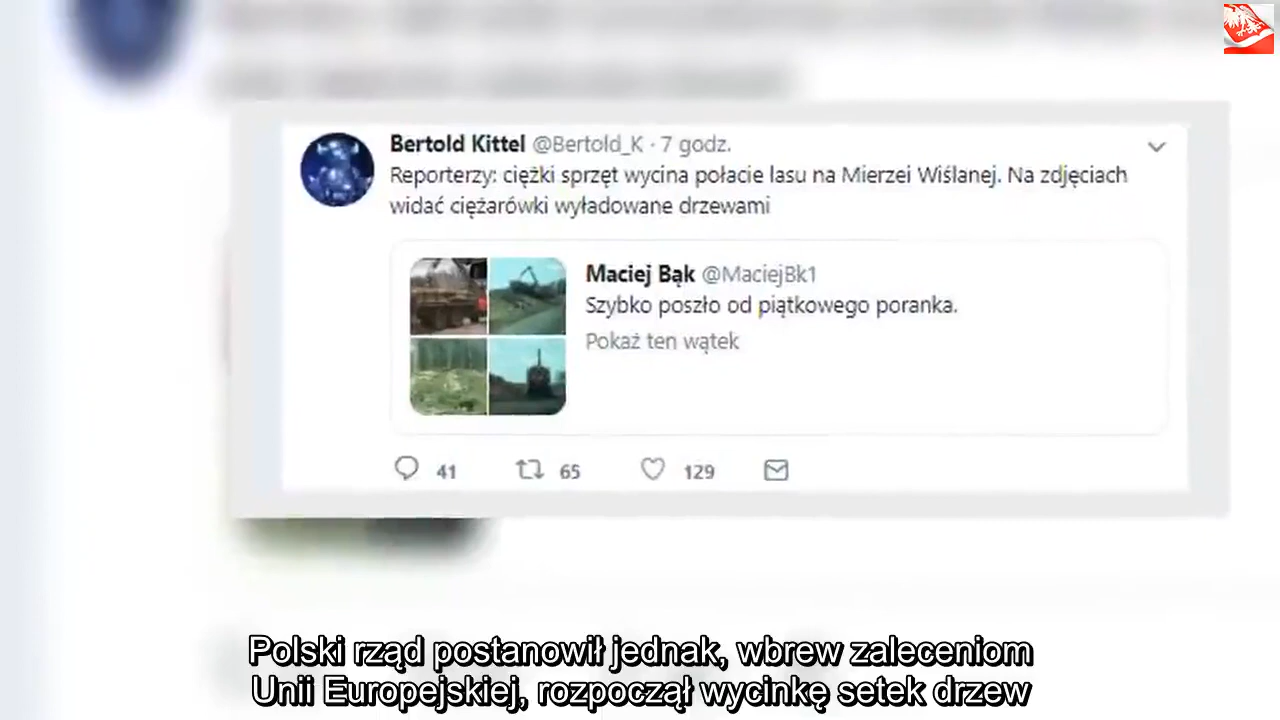 Bertold Kittel @Bertold_K · 7 godz.
Reporterzy: ciężki sprzęt wycina połacie lasu na Mierzei Wiślanej. Na zdjęciach
widać ciężarówki wyładowane drzewami
Maciej Bąk @MaciejBk1
Szybko poszło od piątkowego poranka.
Pokaż ten wątek
41 65 129
Polski rząd postanowił jednak, wbrew zaleceniom
Unii Europejskiej, rozpoczął wycinkę setek drzew